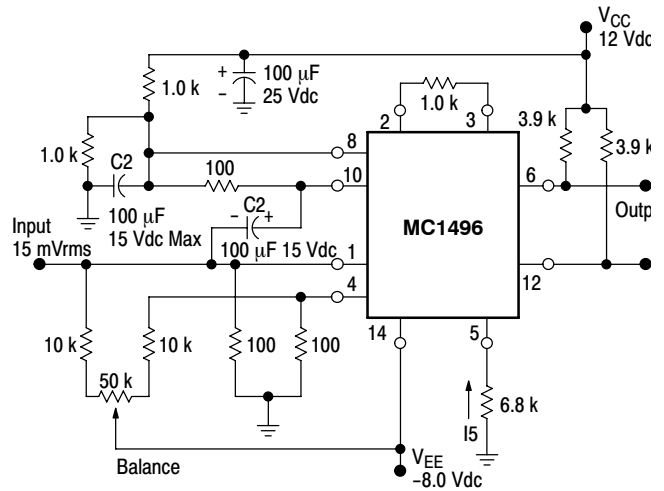 VCC
12 Vdc
+
−
100 μF
25 Vdc
1.0 k
1.0 k
2
3
3.9 k
3.9 k
1.0 k
8
C2
100
10
6
100 μF
15 Vdc Max
−
C2
+
MC1496
Outp
Input
15 mVrms
100 μF 15 Vdc
1
12
4
14
5
10 k
10 k
100
100
50 k
6.8 k
I5
Balance
VEE
−8.0 Vdc